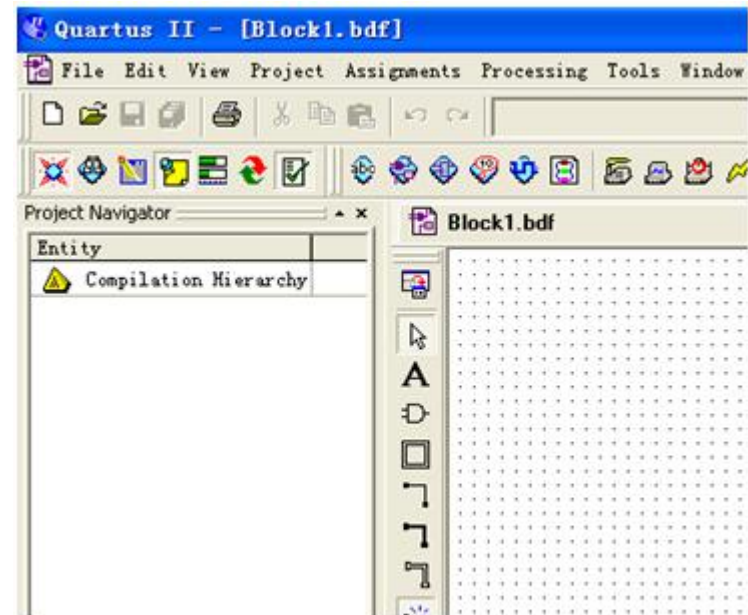 Quartus II - [Block1.bdf]
File Edit View Project Assignments Processing Tools Window
abc
Project Navigator
Block1.bdf
Entity
Compilation Hierarchy
A